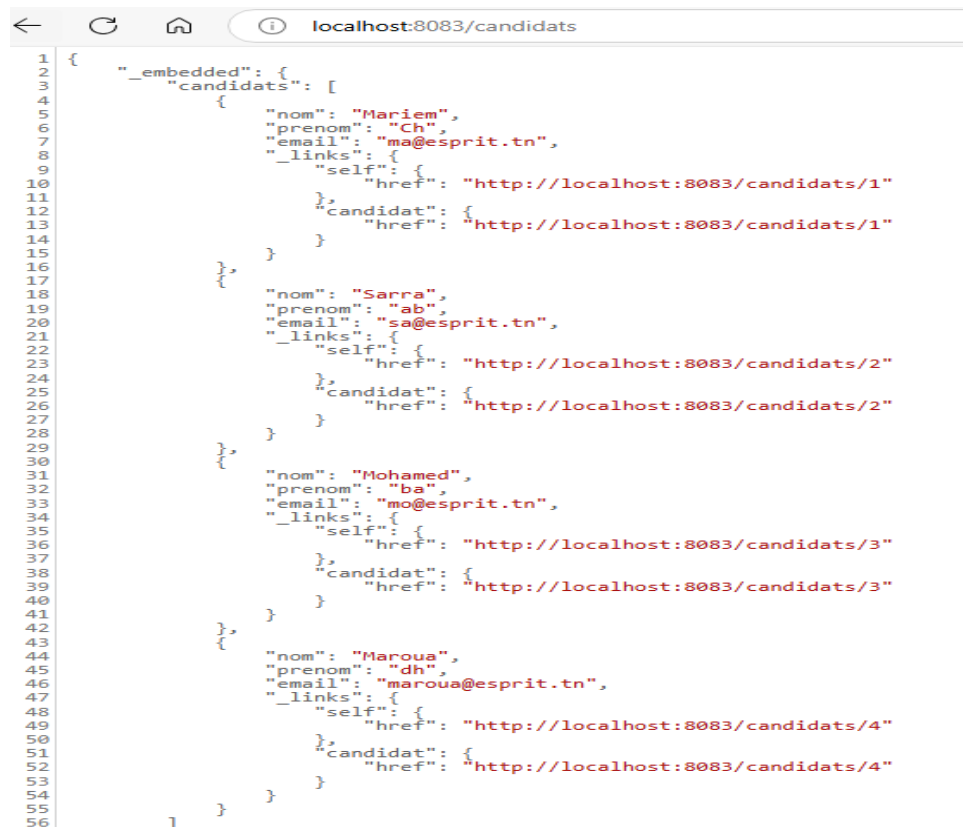 localhost:8083/candidats
1 {
2 "_embedded": {
3 "candidats": [
4 {
5 "nom": "Mariem",
6 "prenom": "Ch",
7 "email": "ma@esprit.tn",
8 "_links": {
9 "self": {
10 "href": "http://localhost:8083/candidats/1"
11 },
12 "candidat": {
13 "href": "http://localhost:8083/candidats/1"
14 }
15 }
16 },
17 {
18 "nom": "Sarra",
19 "prenom": "ab",
20 "email": "sa@esprit.tn",
21 "_links": {
22 "self": {
23 "href": "http://localhost:8083/candidats/2"
24 },
25 "candidat": {
26 "href": "http://localhost:8083/candidats/2"
27 }
28 }
29 },
30 {
31 "nom": "Mohamed",
32 "prenom": "ba",
33 "email": "mo@esprit.tn",
34 "_links": {
35 "self": {
36 "href": "http://localhost:8083/candidats/3"
37 },
38 "candidat": {
39 "href": "http://localhost:8083/candidats/3"
40 }
41 }
42 },
43 {
44 "nom": "Maroua",
45 "prenom": "dh",
46 "email": "maroua@esprit.tn",
47 "_links": {
48 "self": {
49 "href": "http://localhost:8083/candidats/4"
50 },
51 "candidat": {
52 "href": "http://localhost:8083/candidats/4"
53 }
54 }
55 }
56 ]